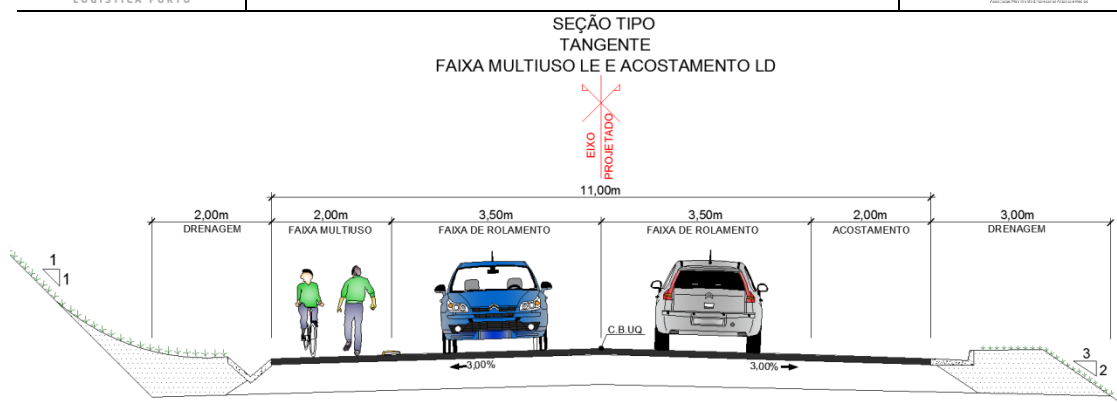 LOGÍSTICA PORTO
SEÇÃO TIPO
TANGENTE
FAIXA MULTIUSO LE E ACOSTAMENTO LD
EIXO
PROJETADO
11,00m
2,00m 2,00m 3,50m 3,50m 2,00m 3,00m
DRENAGEM FAIXA MULTIUSO FAIXA DE ROLAMENTO FAIXA DE ROLAMENTO ACOSTAMENTO DRENAGEM
1
1
C.B.UQ
3,00% 3,00%
3
2